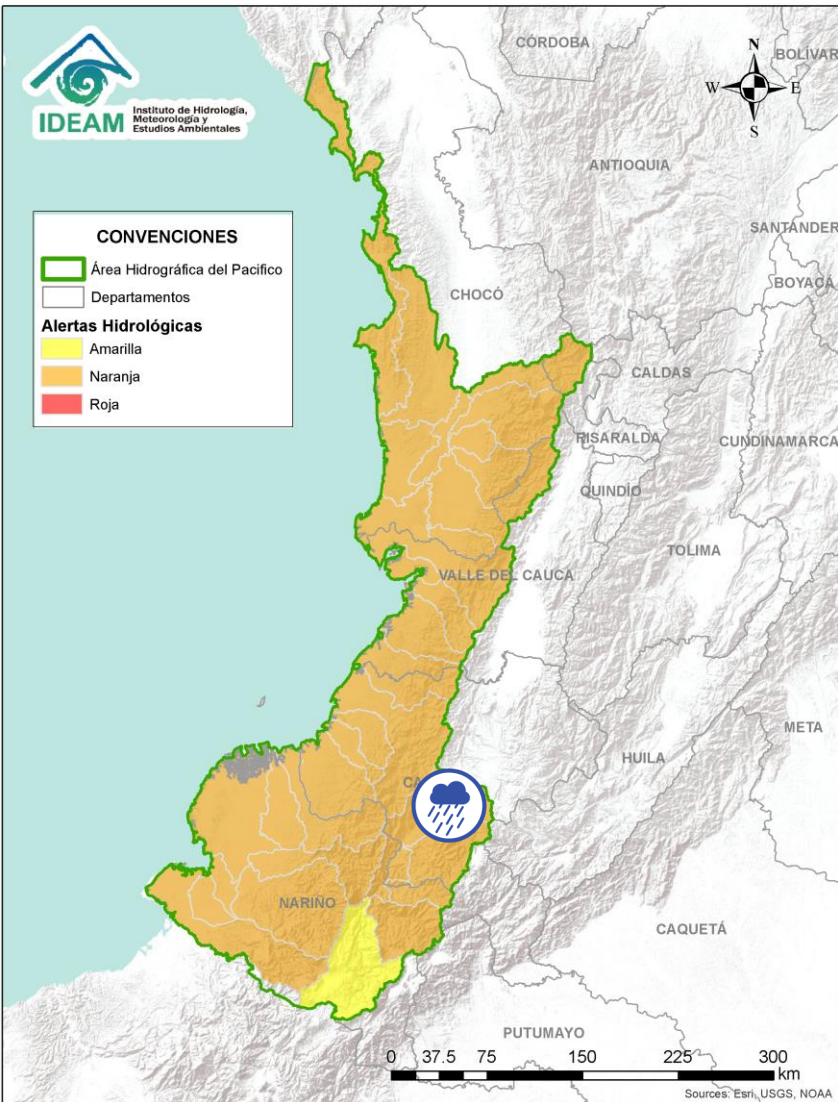 IDEAM
Instituto de Hidrología,
Meteorología y
Estudios Ambientales
CÓRDOBA
BOLIVAR
N
W
E
S
ANTIOQUIA
SANTANDER
BOYACÁ
CONVENCIONES
Área Hidrográfica del Pacifico
Departamentos
Alertas Hidrológicas
Amarilla
Naranja
Roja
CHOCÓ
CALDAS
RISARALDA
CUNDINAMARCA
QUINDÍO
TOLIMA
VALLE DEL CAUCA
META
HUILA
CA
NARIÑO
CAQUETÁ
PUTUMAYO
0 37.5 75 150 225 300
km
Sources: Esri, USGS, NOAA